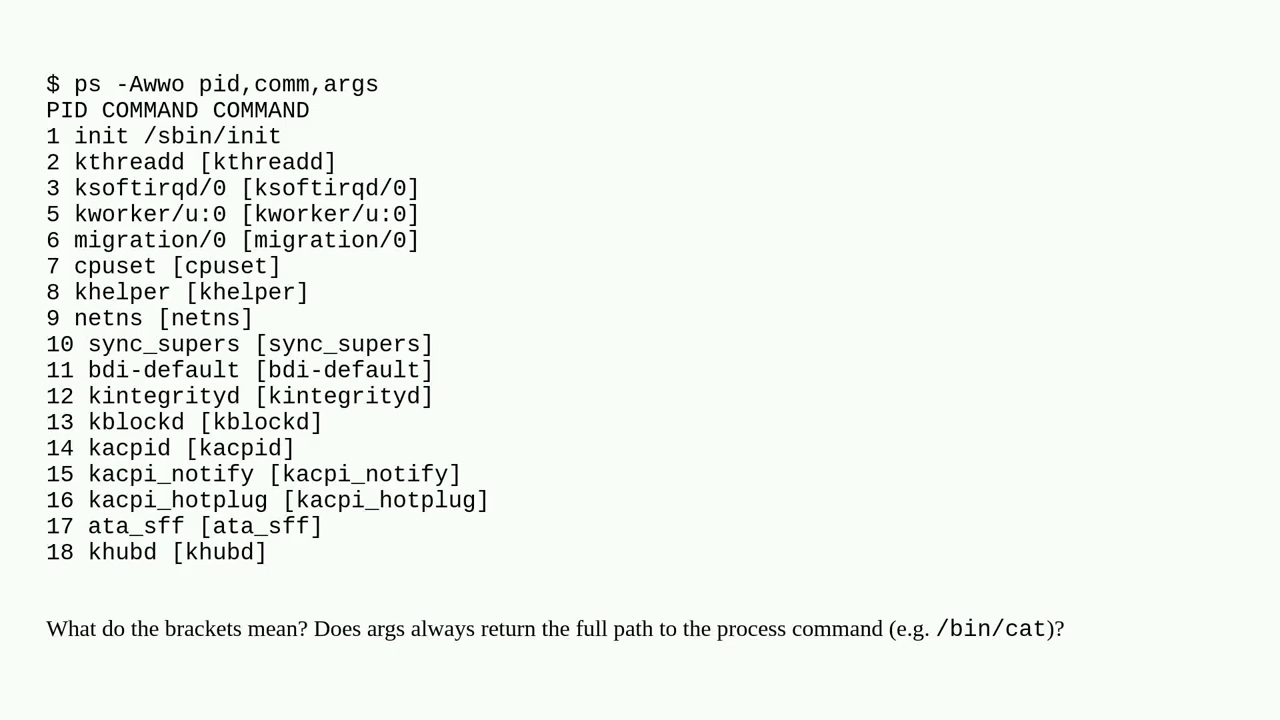 $ ps -Awwo pid,comm,args
PID COMMAND COMMAND
1 init /sbin/init
2 kthreadd [kthreadd]
3 ksoftirqd/0 [ksoftirqd/0]
5 kworker/u:0 [kworker/u:0]
6 migration/0 [migration/0]
7 cpuset [cpuset]
8 khelper [khelper]
9 netns [netns]
10 sync_supers [sync_supers]
11 bdi-default [bdi-default]
12 kintegrityd [kintegrityd]
13 kblockd [kblockd]
14 kacpid [kacpid]
15 kacpi_notify [kacpi_notify]
16 kacpi_hotplug [kacpi_hotplug]
17 ata_sff [ata_sff]
18 khubd [khubd]
What do the brackets mean? Does args always return the full path to the process command (e.g. /bin/cat)?